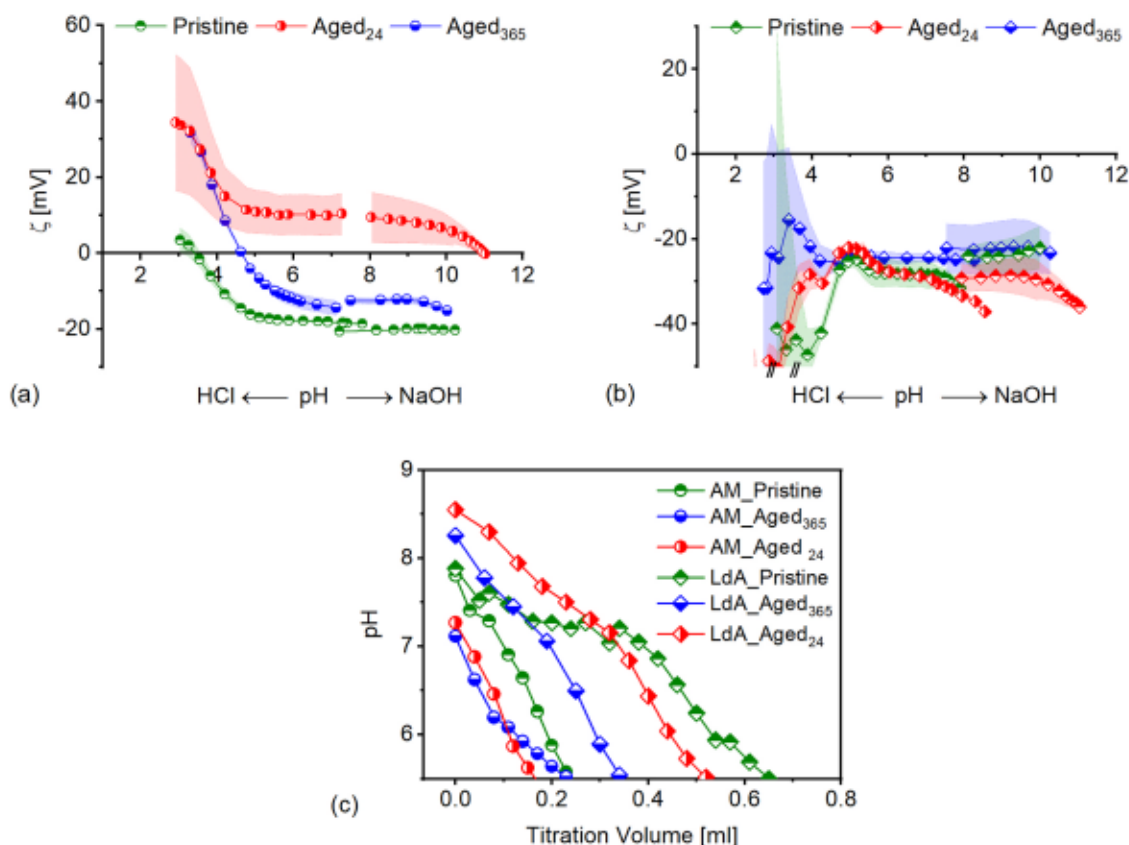 Pristine Aged₂₄ Aged₃₆₅
60
40
20
0
-20
2 4 6 8 10 12
ζ [mV]
(a)
HCl ⟵ pH ⟶ NaOH
Pristine Aged₂₄ Aged₃₆₅
20
0
-20
-40
2 4 6 8 10 12
ζ [mV]
(b)
HCl ⟵ pH ⟶ NaOH
9
8
7
6
pH
AM_Pristine
AM_Aged₃₆₅
AM_Aged ₂₄
LdA_Pristine
LdA_Aged₃₆₅
LdA_Aged₂₄
0.0 0.2 0.4 0.6 0.8
(c)
Titration Volume [ml]